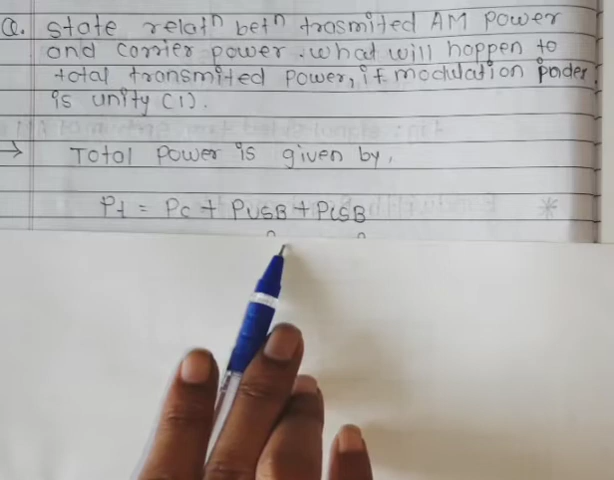 Q. State relatⁿ betⁿ trasmited AM power
and carrier power. what will happen to
total transmited power, if modulation index
is unity (1).
→ Total power is given by,
Pt = Pc + PUSB + PLSB